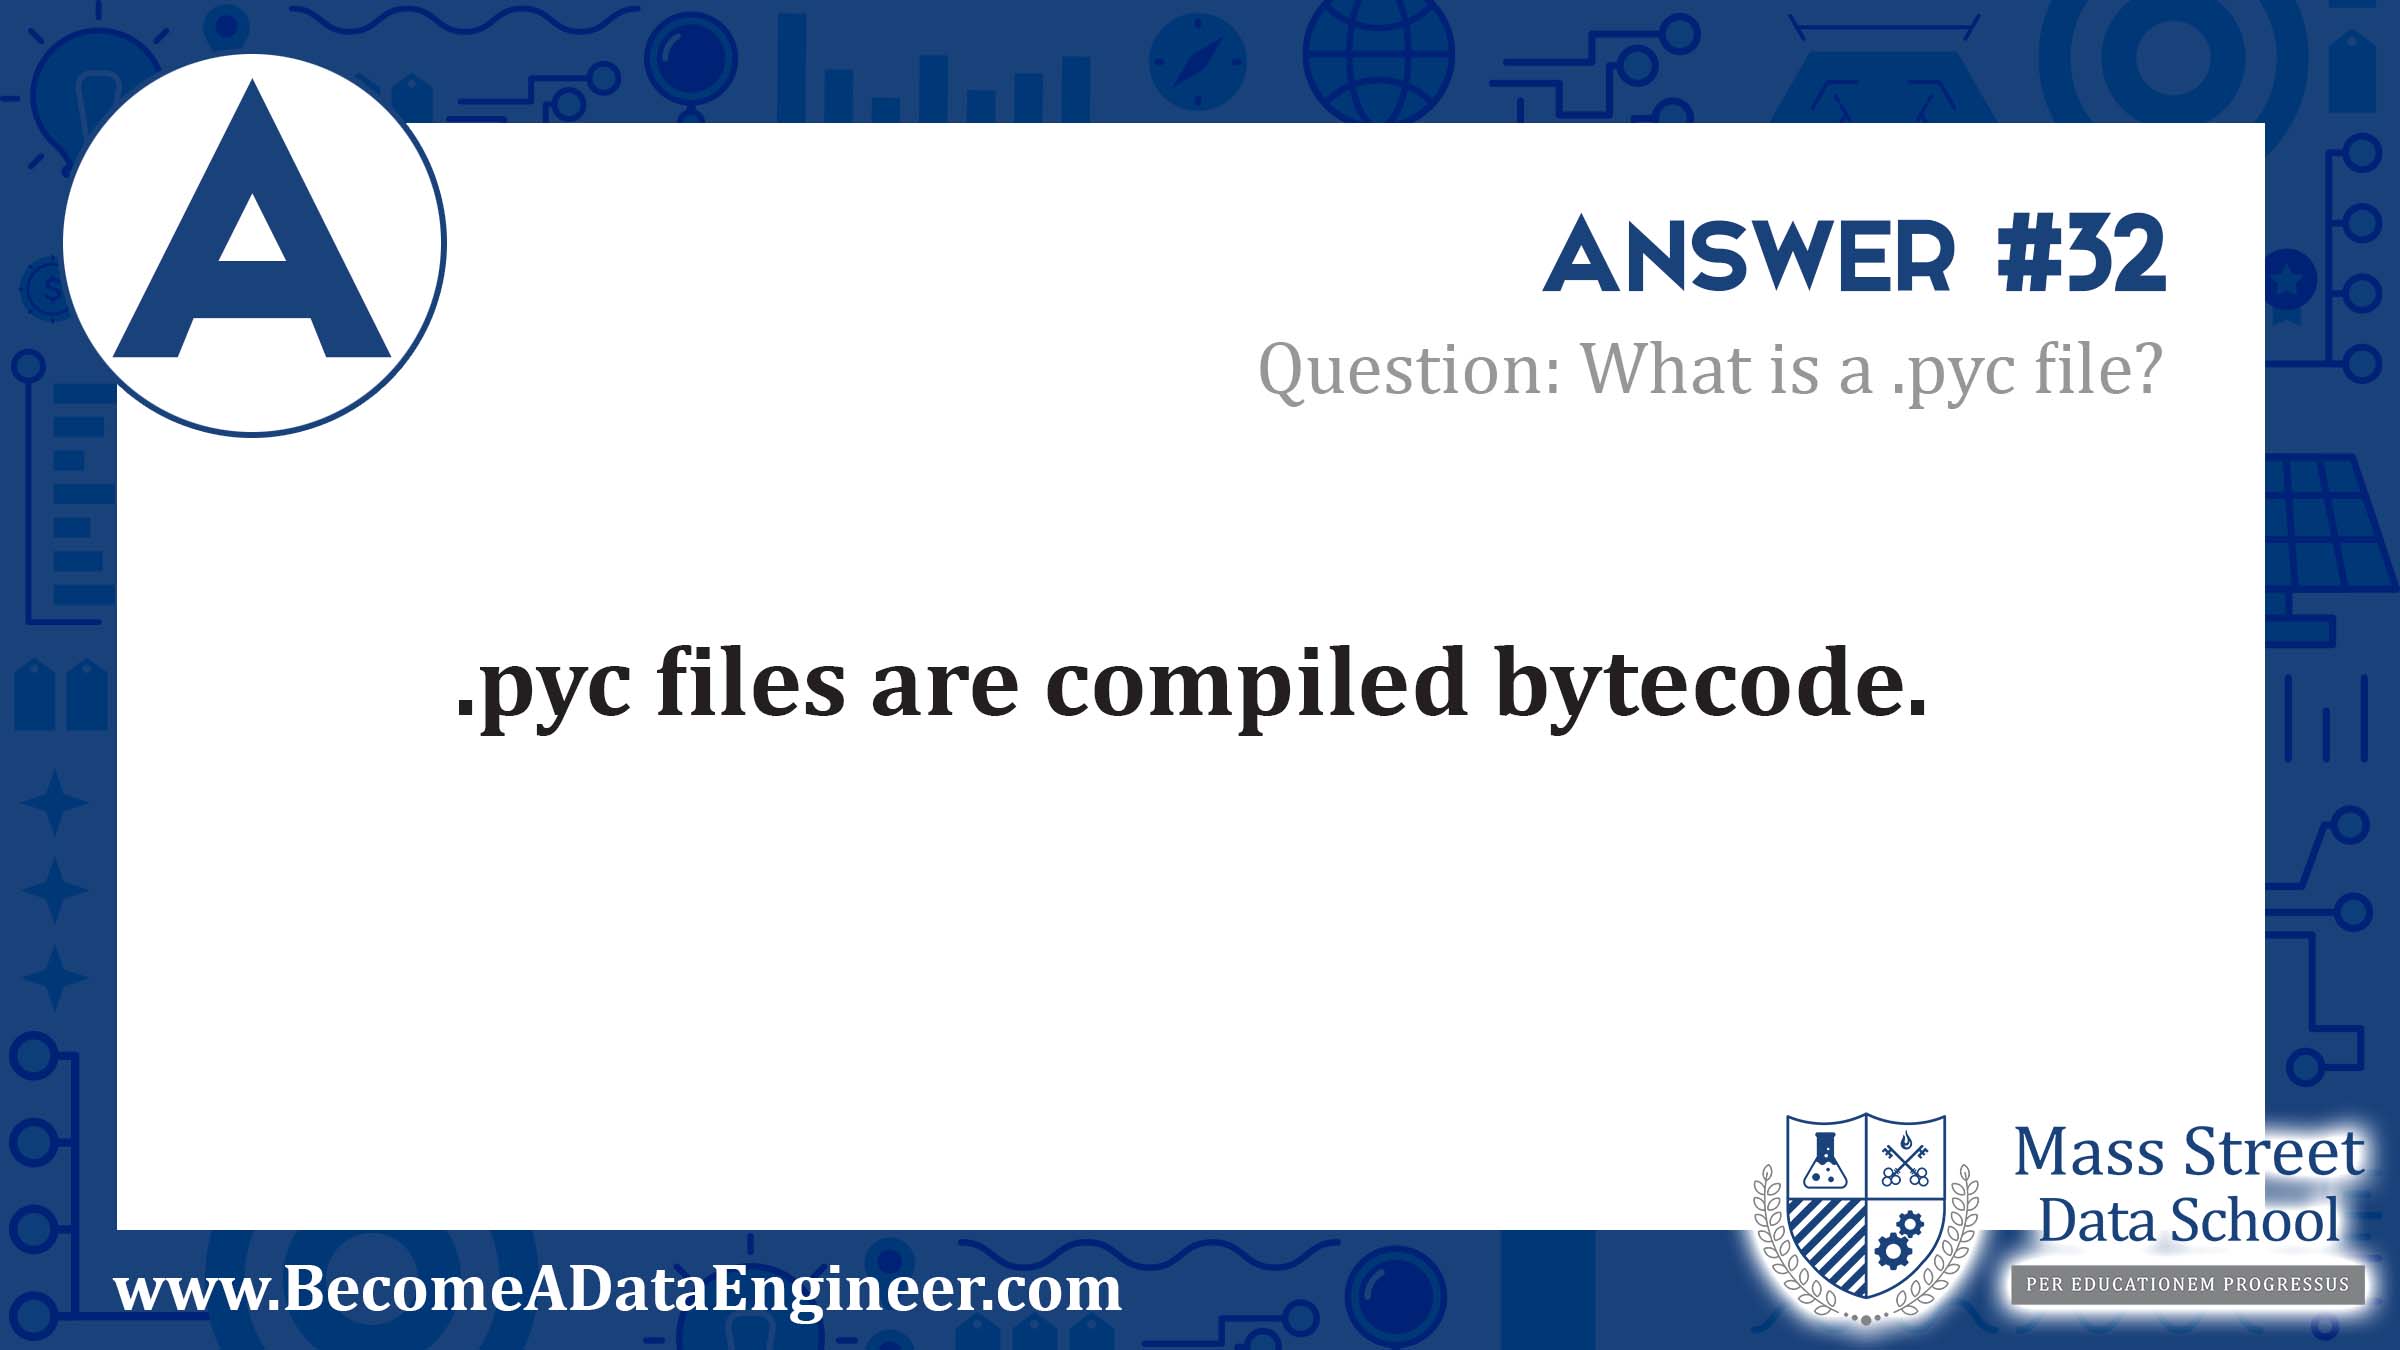 A
ANSWER #32
Question: What is a .pyc file?
.pyc files are compiled bytecode.
Mass Street
Data School
PER EDUCATIONEM PROGRESSUS
www.BecomeADataEngineer.com
$